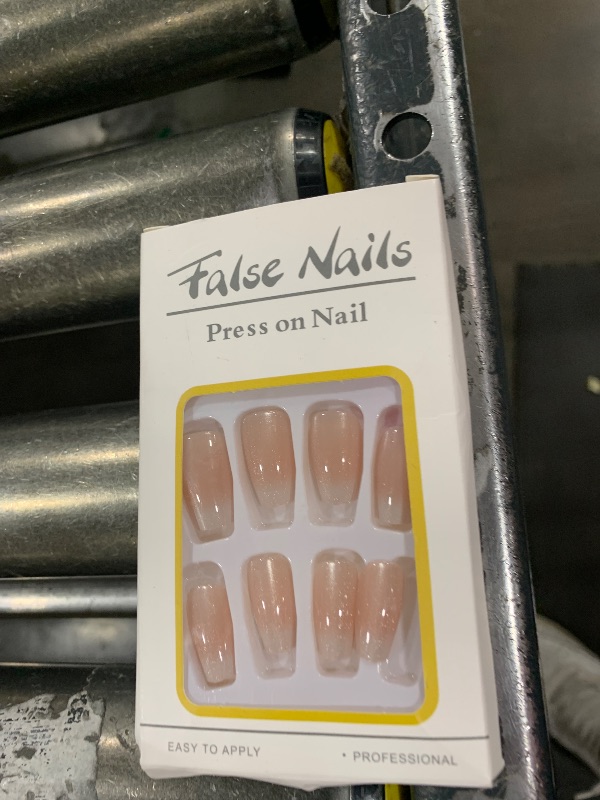 False Nails
Press on Nail
EASY TO APPLY
• PROFESSIONAL